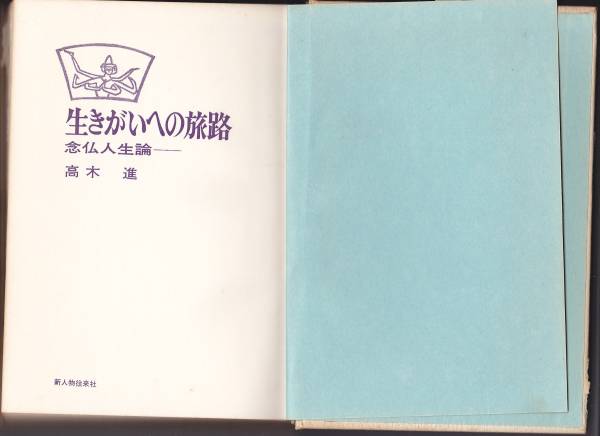 生きがいへの旅路
念仏人生論──
高木 進
新人物往来社